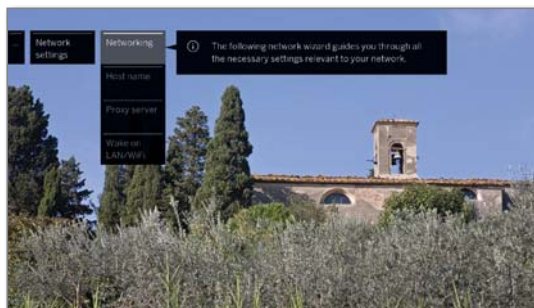 ...
Network
settings
Networking
The following network wizard guides you through all
the necessary settings relevant to your network.
Host name
Proxy server
Wake on
LAN/WiFi